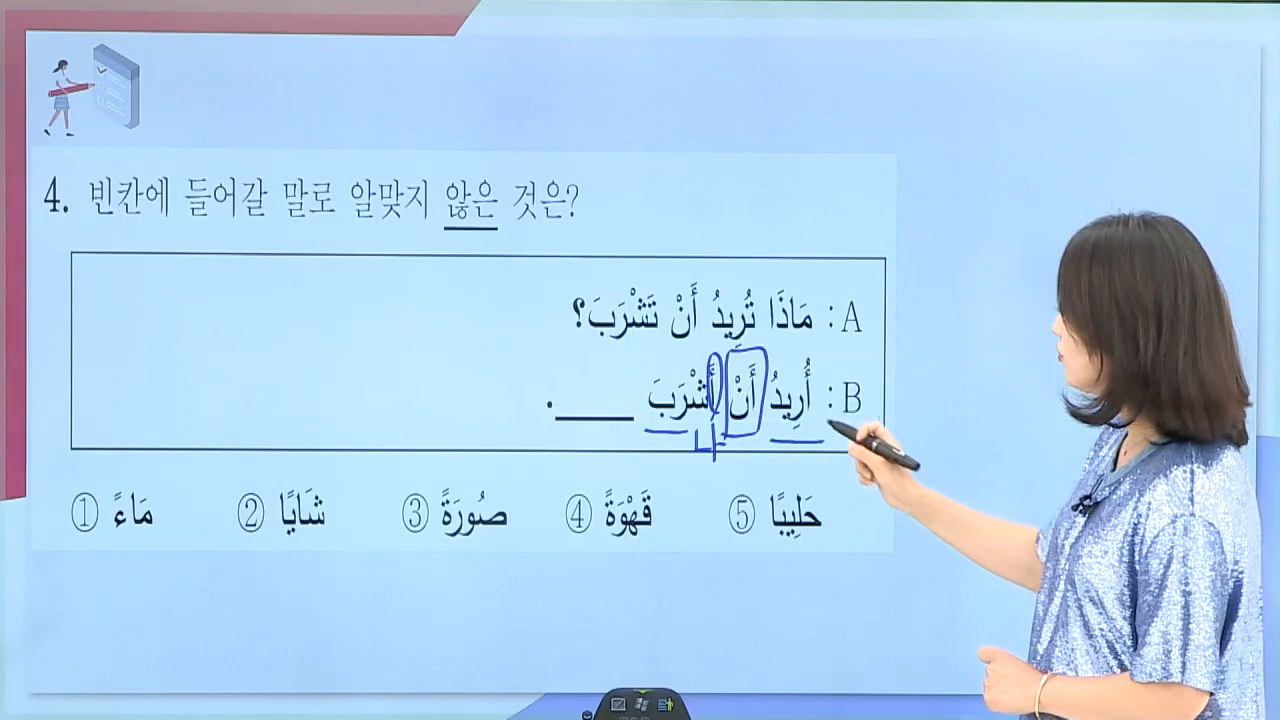 4. 빈칸에 들어갈 말로 알맞지 않은 것은?
A : مَاذَا تُرِيدُ أَنْ تَشْرَبَ؟
B : أُرِيدُ أَنْ أَشْرَبَ ____.
① مَاءً ② شَايًا ③ صُورَةً ④ قَهْوَةً ⑤ حَلِيبًا